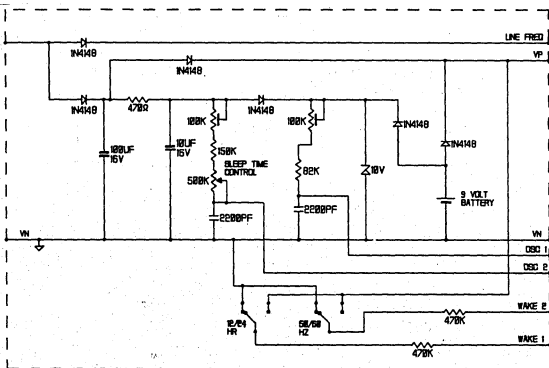 LINE FREQ
1N4148
VP
1N4148
1N4148
470Ω
1N4148
100K
100K
1N4148
1N4148
100UF
16V
10UF
16V
150K
SLEEP TIME
CONTROL
82K
10V
500K
9 VOLT
BATTERY
2200PF
2200PF
VN
VN
OSC 1
OSC 2
12/24
HR
50/60
HZ
WAKE 2
470K
WAKE 1
470K